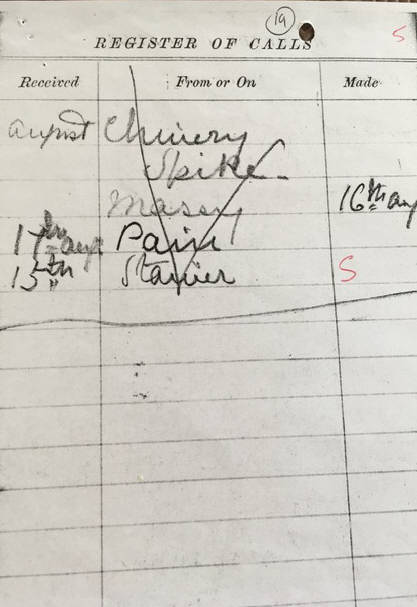 19
S
REGISTER OF CALLS
Received From or On Made
August Chinery
Spike
Masey 16th Aug
17th Aug Pain
15th Stanier S